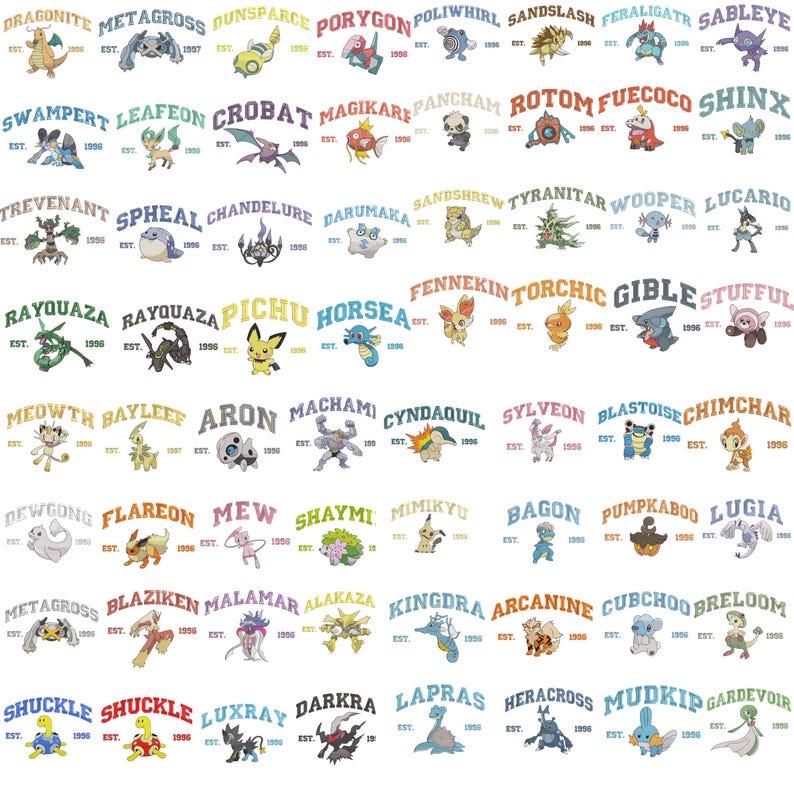 DRAGONITE
EST. 1996
METAGROSS
EST. 1997
DUNSPARCE
EST. 1996
PORYGON
EST. 1996
POLIWHIRL
EST. 1996
SANDSLASH
EST. 1996
FERALIGATR
EST. 1996
SABLEYE
EST. 1996
SWAMPERT
EST. 1996
LEAFEON
EST. 1996
CROBAT
EST. 1996
MAGIKARP
EST. 1996
PANCHAM
EST. 1996
ROTOM
EST. 1996
FUECOCO
EST. 1996
SHINX
EST. 1996
TREVENANT
EST. 1996
SPHEAL
EST. 1996
CHANDELURE
EST. 1996
DARUMAKA
EST. 1996
SANDSHREW
EST. 1996
TYRANITAR
EST. 1996
WOOPER
EST. 1996
LUCARIO
EST. 1996
RAYQUAZA
EST. 1996
RAYQUAZA
EST. 1996
PICHU
EST. 1996
HORSEA
EST. 1996
FENNEKIN
EST. 1996
TORCHIC
EST. 1996
GIBLE
EST. 1996
STUFFUL
EST. 1996
MEOWTH
EST. 1996
BAYLEEF
EST. 1997
ARON
EST. 1996
MACHAM
EST. 1996
CYNDAQUIL
EST. 1996
SYLVEON
EST. 1996
BLASTOISE
EST. 1996
CHIMCHAR
EST. 1996
DEWGONG
EST. 1996
FLAREON
EST. 1996
MEW
EST. 1996
SHAYMI
EST. 1996
MIMIKYU
EST. 1996
BAGON
EST. 1996
PUMPKABOO
EST. 1996
LUGIA
EST. 1996
METAGROSS
EST. 1996
BLAZIKEN
EST. 1996
MALAMAR
EST. 1996
ALAKAZA
EST. 1996
KINGDRA
EST. 1996
ARCANINE
EST. 1996
CUBCHOO
EST. 1996
BRELOOM
EST. 1996
SHUCKLE
EST. 1996
SHUCKLE
EST. 1996
LUXRAY
EST. 1996
DARKRA
EST.
LAPRAS
EST. 1996
HERACROSS
EST. 1996
MUDKIP
EST. 1996
GARDEVOIR
EST. 1996